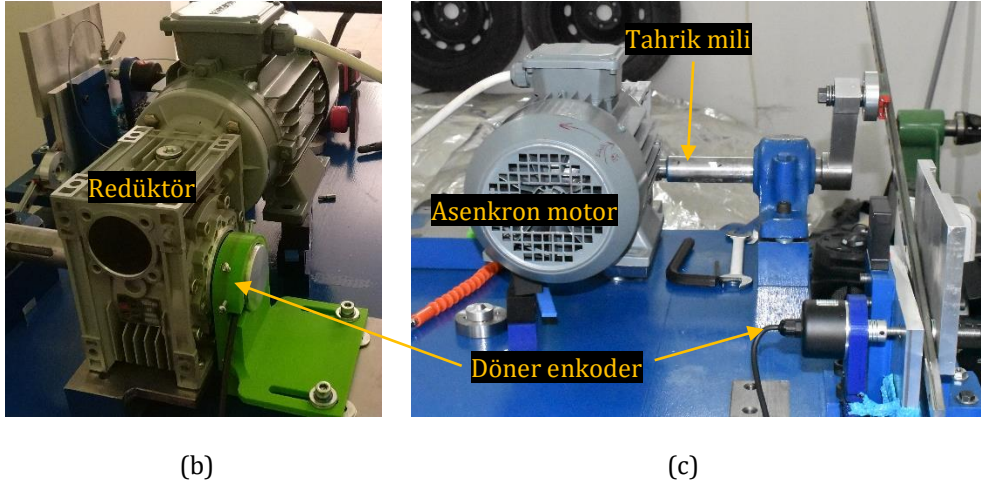 Tahrik mili
Redüktör
Asenkron motor
Döner enkoder
(b)
(c)